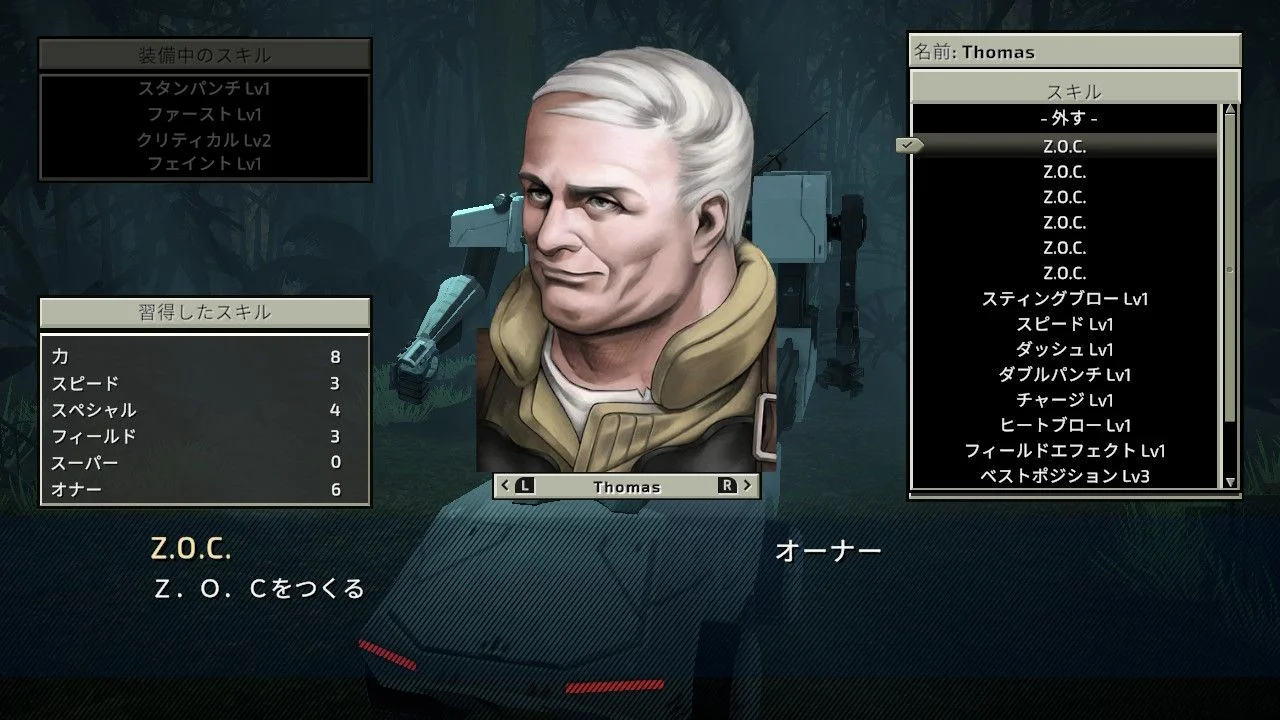 装備中のスキル
スタンパンチ Lv1
ファースト Lv1
クリティカル Lv2
フェイント Lv1
習得したスキル
力 8
スピード 3
スペシャル 4
フィールド 3
スーパー 0
オナー 6
< L Thomas R >
名前: Thomas
スキル
- 外す -
Z.O.C.
Z.O.C.
Z.O.C.
Z.O.C.
Z.O.C.
Z.O.C.
スティングブロー Lv1
スピード Lv1
ダッシュ Lv1
ダブルパンチ Lv1
チャージ Lv1
ヒートブロー Lv1
フィールドエフェクト Lv1
ベストポジション Lv3
Z.O.C.
オーナー
Ｚ．Ｏ．Ｃをつくる